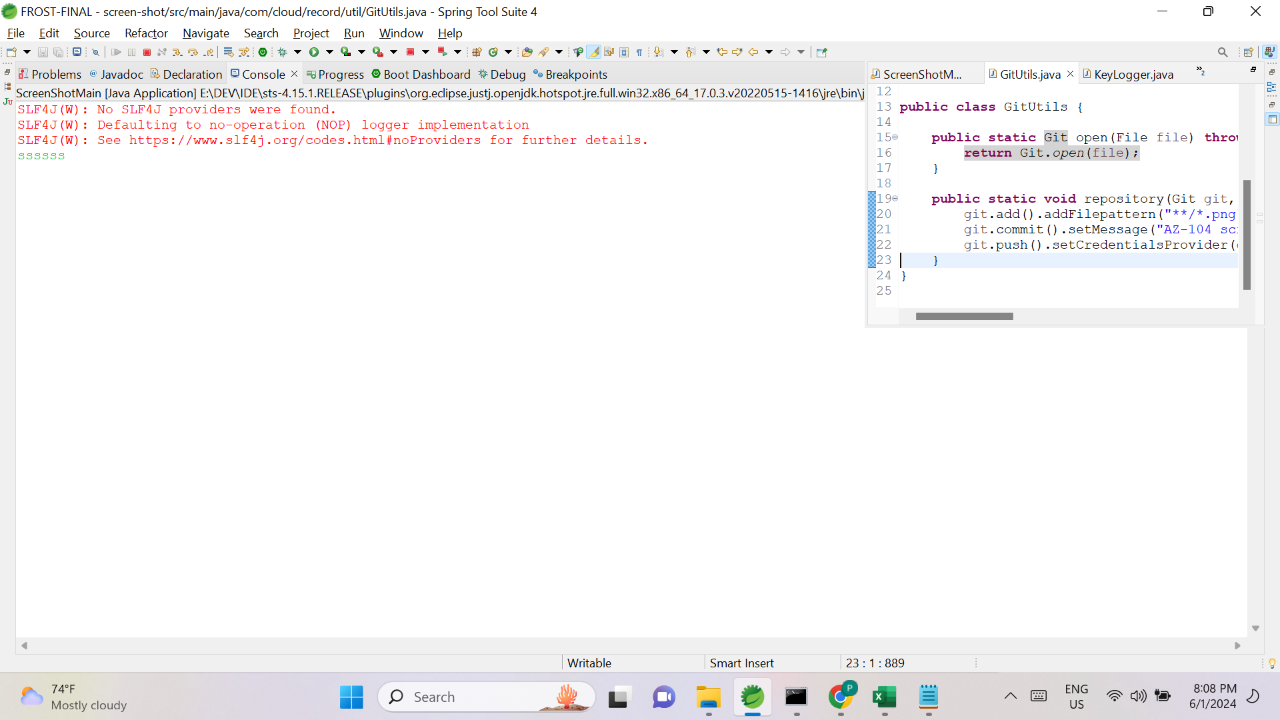 FROST-FINAL - screen-shot/src/main/java/com/cloud/record/util/GitUtils.java - Spring Tool Suite 4
File Edit Source Refactor Navigate Search Project Run Window Help
Problems Javadoc Declaration Console Progress Boot Dashboard Debug Breakpoints
ScreenShotMain [Java Application] E:\DEV\IDE\sts-4.15.1.RELEASE\plugins\org.eclipse.justj.openjdk.hotspot.jre.full.win32.x86_64_17.0.3.v20220515-1416\jre\bin\j
SLF4J(W): No SLF4J providers were found.
SLF4J(W): Defaulting to no-operation (NOP) logger implementation
SLF4J(W): See https://www.slf4j.org/codes.html#noProviders for further details.
ssssss
ScreenShotM... GitUtils.java KeyLogger.java »2
12
13 public class GitUtils {
14
15 public static Git open(File file) throw
16 return Git.open(file);
17 }
18
19 public static void repository(Git git,
20 git.add().addFilepattern("**/*.png
21 git.commit().setMessage("AZ-104 sc
22 git.push().setCredentialsProvider(
23 }
24 }
25
Writable Smart Insert 23 : 1 : 889
74°F
Mostly cloudy
Search
P
ENG
US
8:08 PM
6/1/2024